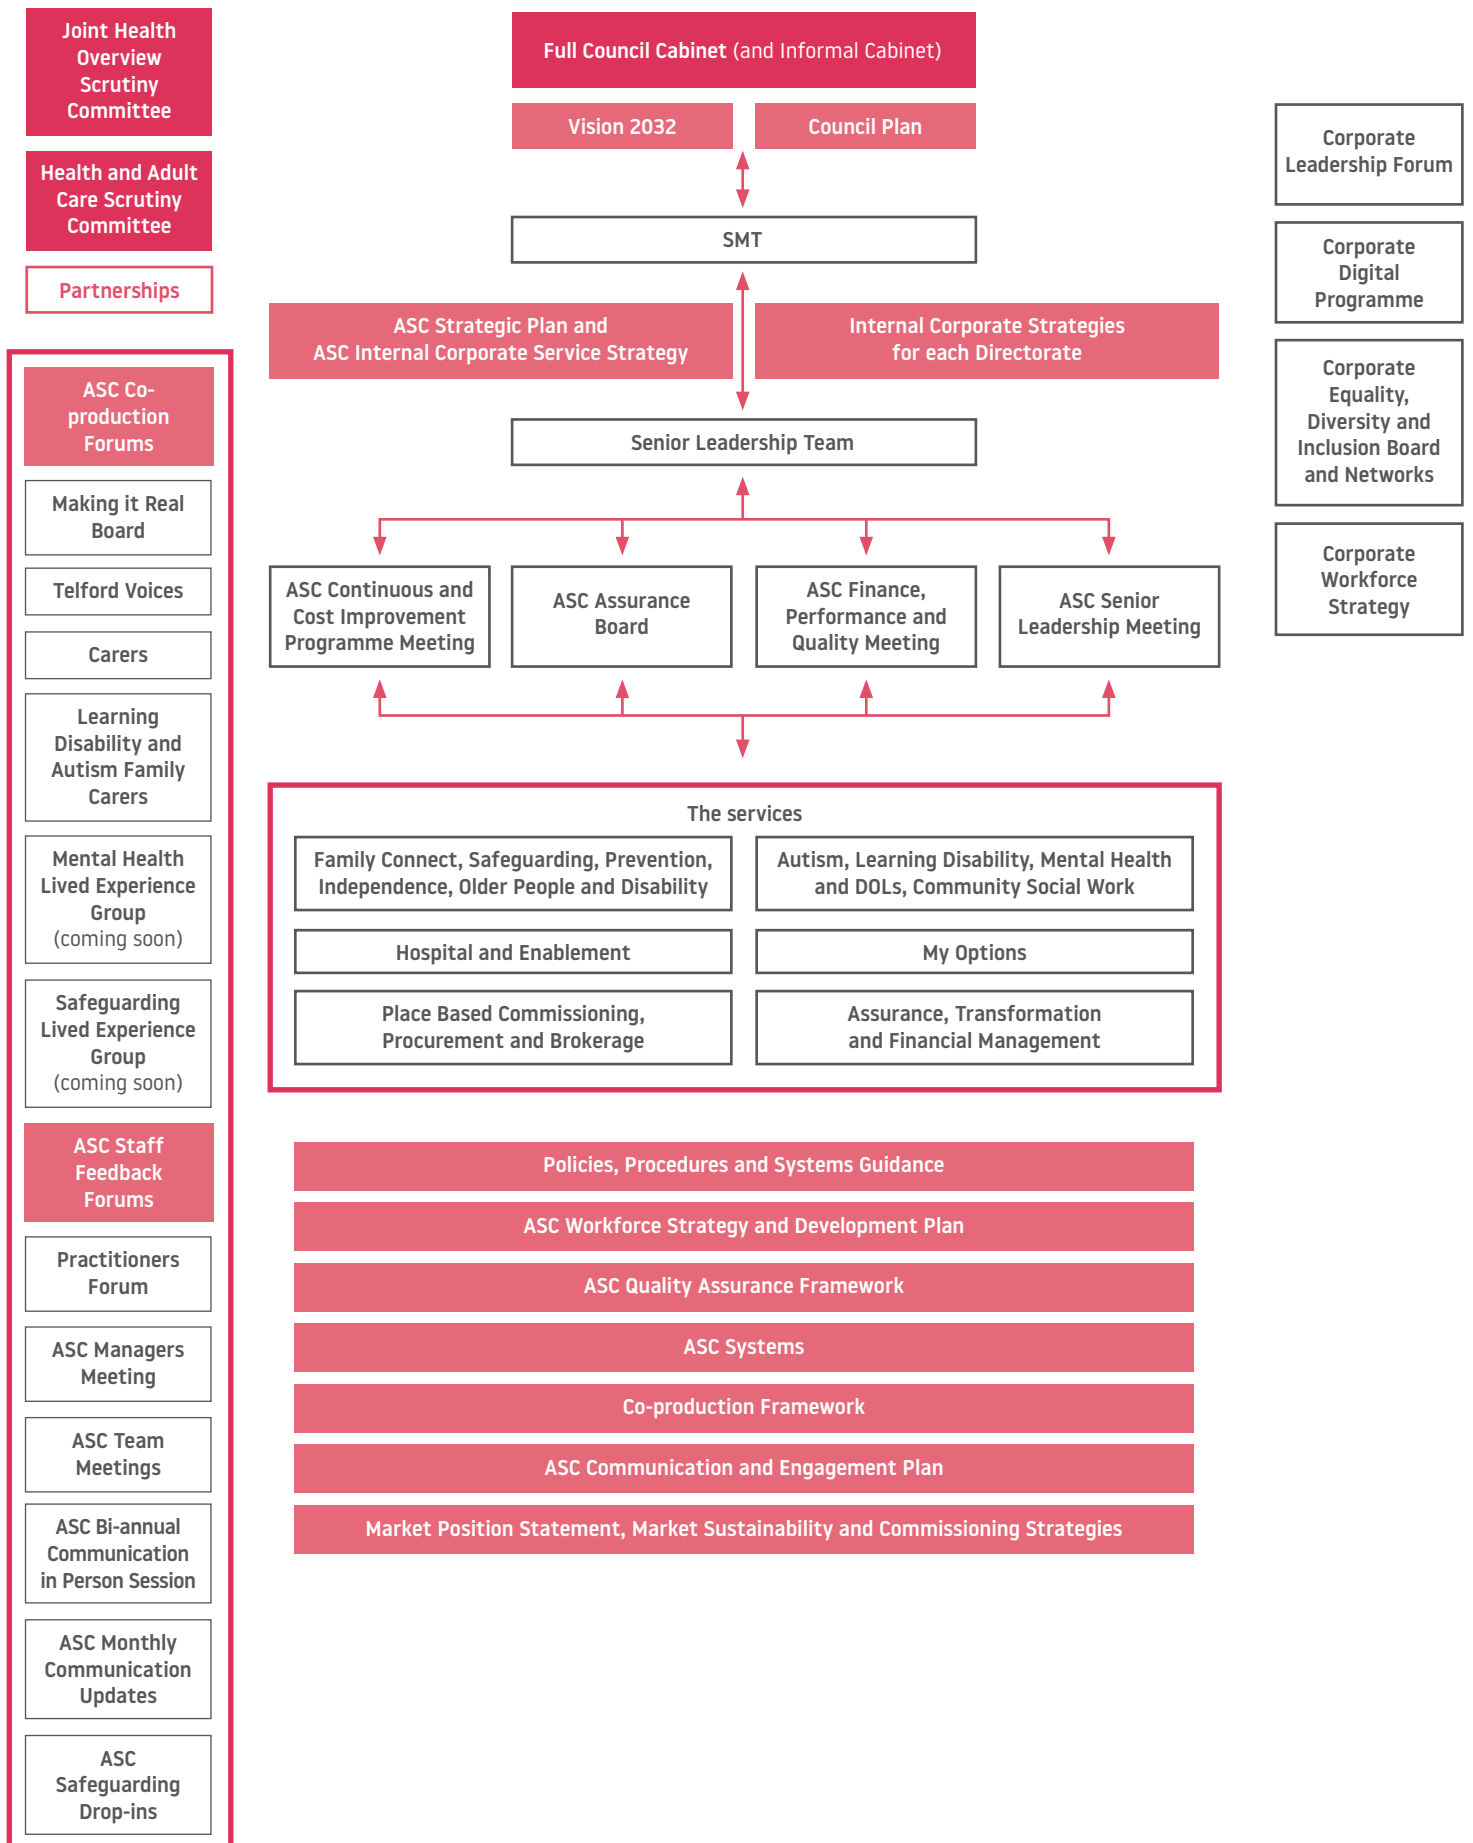 Joint Health
Overview
Scrutiny
Committee
Health and Adult
Care Scrutiny
Committee
Partnerships
ASC Co-
production
Forums
Making it Real
Board
Telford Voices
Carers
Learning
Disability and
Autism Family
Carers
Mental Health
Lived Experience
Group
(coming soon)
Safeguarding
Lived Experience
Group
(coming soon)
ASC Staff
Feedback
Forums
Practitioners
Forum
ASC Managers
Meeting
ASC Team
Meetings
ASC Bi-annual
Communication
in Person Session
ASC Monthly
Communication
Updates
ASC
Safeguarding
Drop-ins
Full Council Cabinet (and Informal Cabinet)
Vision 2032
Council Plan
SMT
ASC Strategic Plan and
ASC Internal Corporate Service Strategy
Internal Corporate Strategies
for each Directorate
Senior Leadership Team
ASC Continuous and
Cost Improvement
Programme Meeting
ASC Assurance
Board
ASC Finance,
Performance and
Quality Meeting
ASC Senior
Leadership Meeting
The services
Family Connect, Safeguarding, Prevention,
Independence, Older People and Disability
Autism, Learning Disability, Mental Health
and DOLs, Community Social Work
Hospital and Enablement
My Options
Place Based Commissioning,
Procurement and Brokerage
Assurance, Transformation
and Financial Management
Policies, Procedures and Systems Guidance
ASC Workforce Strategy and Development Plan
ASC Quality Assurance Framework
ASC Systems
Co-production Framework
ASC Communication and Engagement Plan
Market Position Statement, Market Sustainability and Commissioning Strategies
Corporate
Leadership Forum
Corporate
Digital
Programme
Corporate
Equality,
Diversity and
Inclusion Board
and Networks
Corporate
Workforce
Strategy